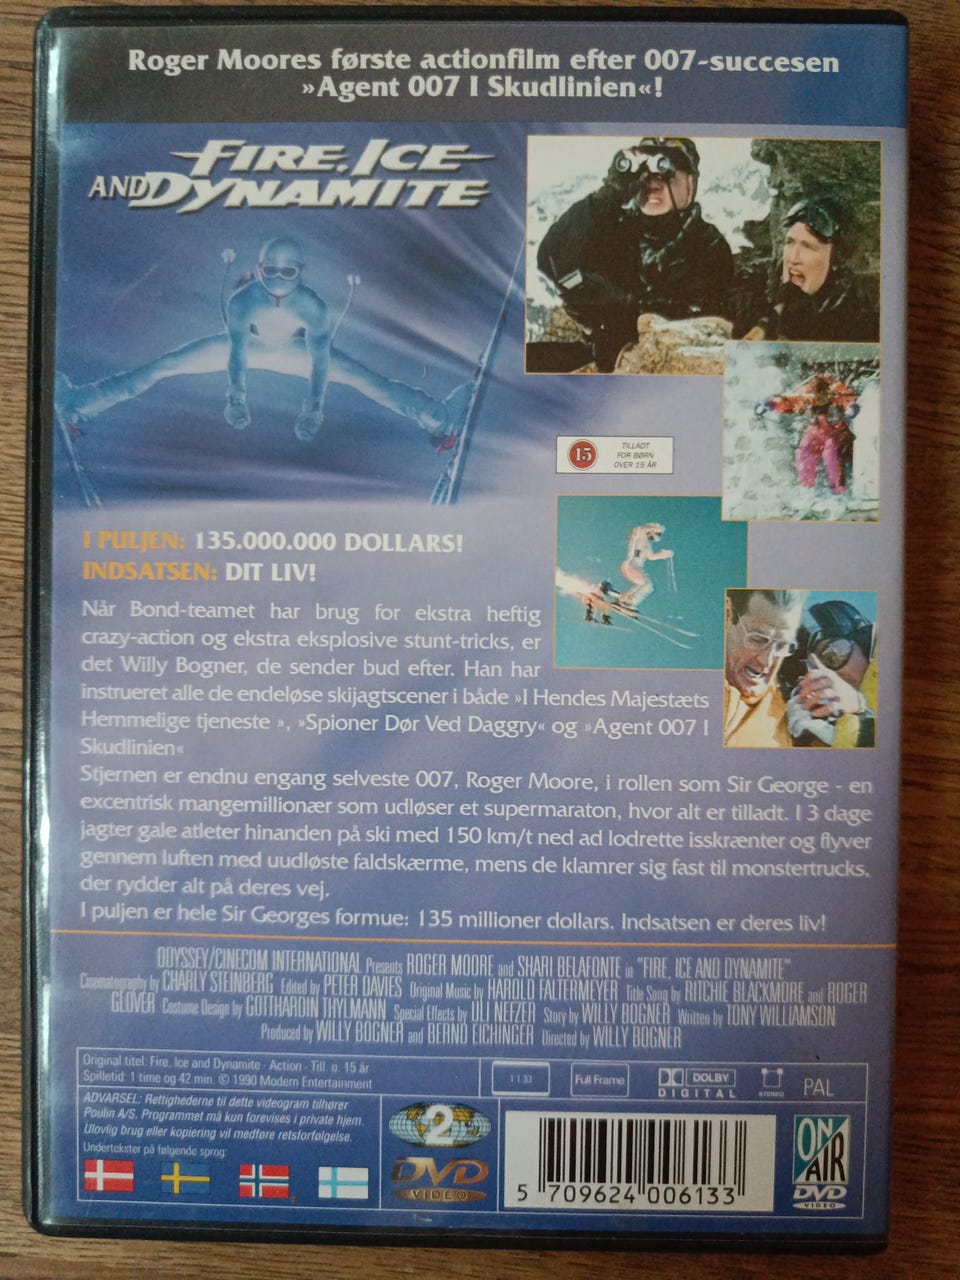 Roger Moores første actionfilm efter 007-succesen
»Agent 007 I Skudlinien«!
FIRE, ICE
AND DYNAMITE
15
TILLADT
FOR BØRN
OVER 15 ÅR
I PULJEN: 135.000.000 DOLLARS!
INDSATSEN: DIT LIV!
Når Bond-teamet har brug for ekstra heftig
crazy-action og ekstra eksplosive stunt-tricks, er
det Willy Bogner, de sender bud efter. Han har
instrueret alle de endeløse skijagtscener i både »I Hendes Majestæts
Hemmelige tjeneste », »Spioner Dør Ved Daggry« og »Agent 007 I
Skudlinien«
Stjernen er endnu engang selveste 007, Roger Moore, i rollen som Sir George - en
excentrisk mangemillionær som udløser et supermaraton, hvor alt er tilladt. I 3 dage
jagter gale atleter hinanden på ski med 150 km/t ned ad lodrette isskrænter og flyver
gennem luften med uudløste faldskærme, mens de klamrer sig fast til monstertrucks,
der rydder alt på deres vej.
I puljen er hele Sir Georges formue: 135 millioner dollars. Indsatsen er deres liv!
ODYSSEY/CINECOM INTERNATIONAL Presents ROGER MOORE and SHARI BELAFONTE in "FIRE, ICE AND DYNAMITE"
Cinematography by CHARLY STEINBERG Edited by PETER DAVIES Original Music by HAROLD FALTERMEYER Title Song by RITCHIE BLACKMORE and ROGER
GLOVER Costume Design by GOTTHARDIN THYLMANN Special Effects by ULI NEFZER Story by WILLY BOGNER Written by TONY WILLIAMSON
Produced by WILLY BOGNER and BERND EICHINGER Directed by WILLY BOGNER
Original titel: Fire, Ice and Dynamite · Action · Till. o. 15 år
Spilletid: 1 time og 42 min. © 1990 Modern Entertainment
1:1.33
Full Frame
DOLBY
DIGITAL
STEREO
PAL
ADVARSEL: Rettighederne til dette videogram tilhører
Poulin A/S. Programmet må kun forevises i private hjem.
Ulovlig brug eller kopiering vil medføre retsforfølgelse.
Undertekster på følgende sprog:
2
DVD
VIDEO
5 709624 006133
ON
AIR
DVD
VIDEO